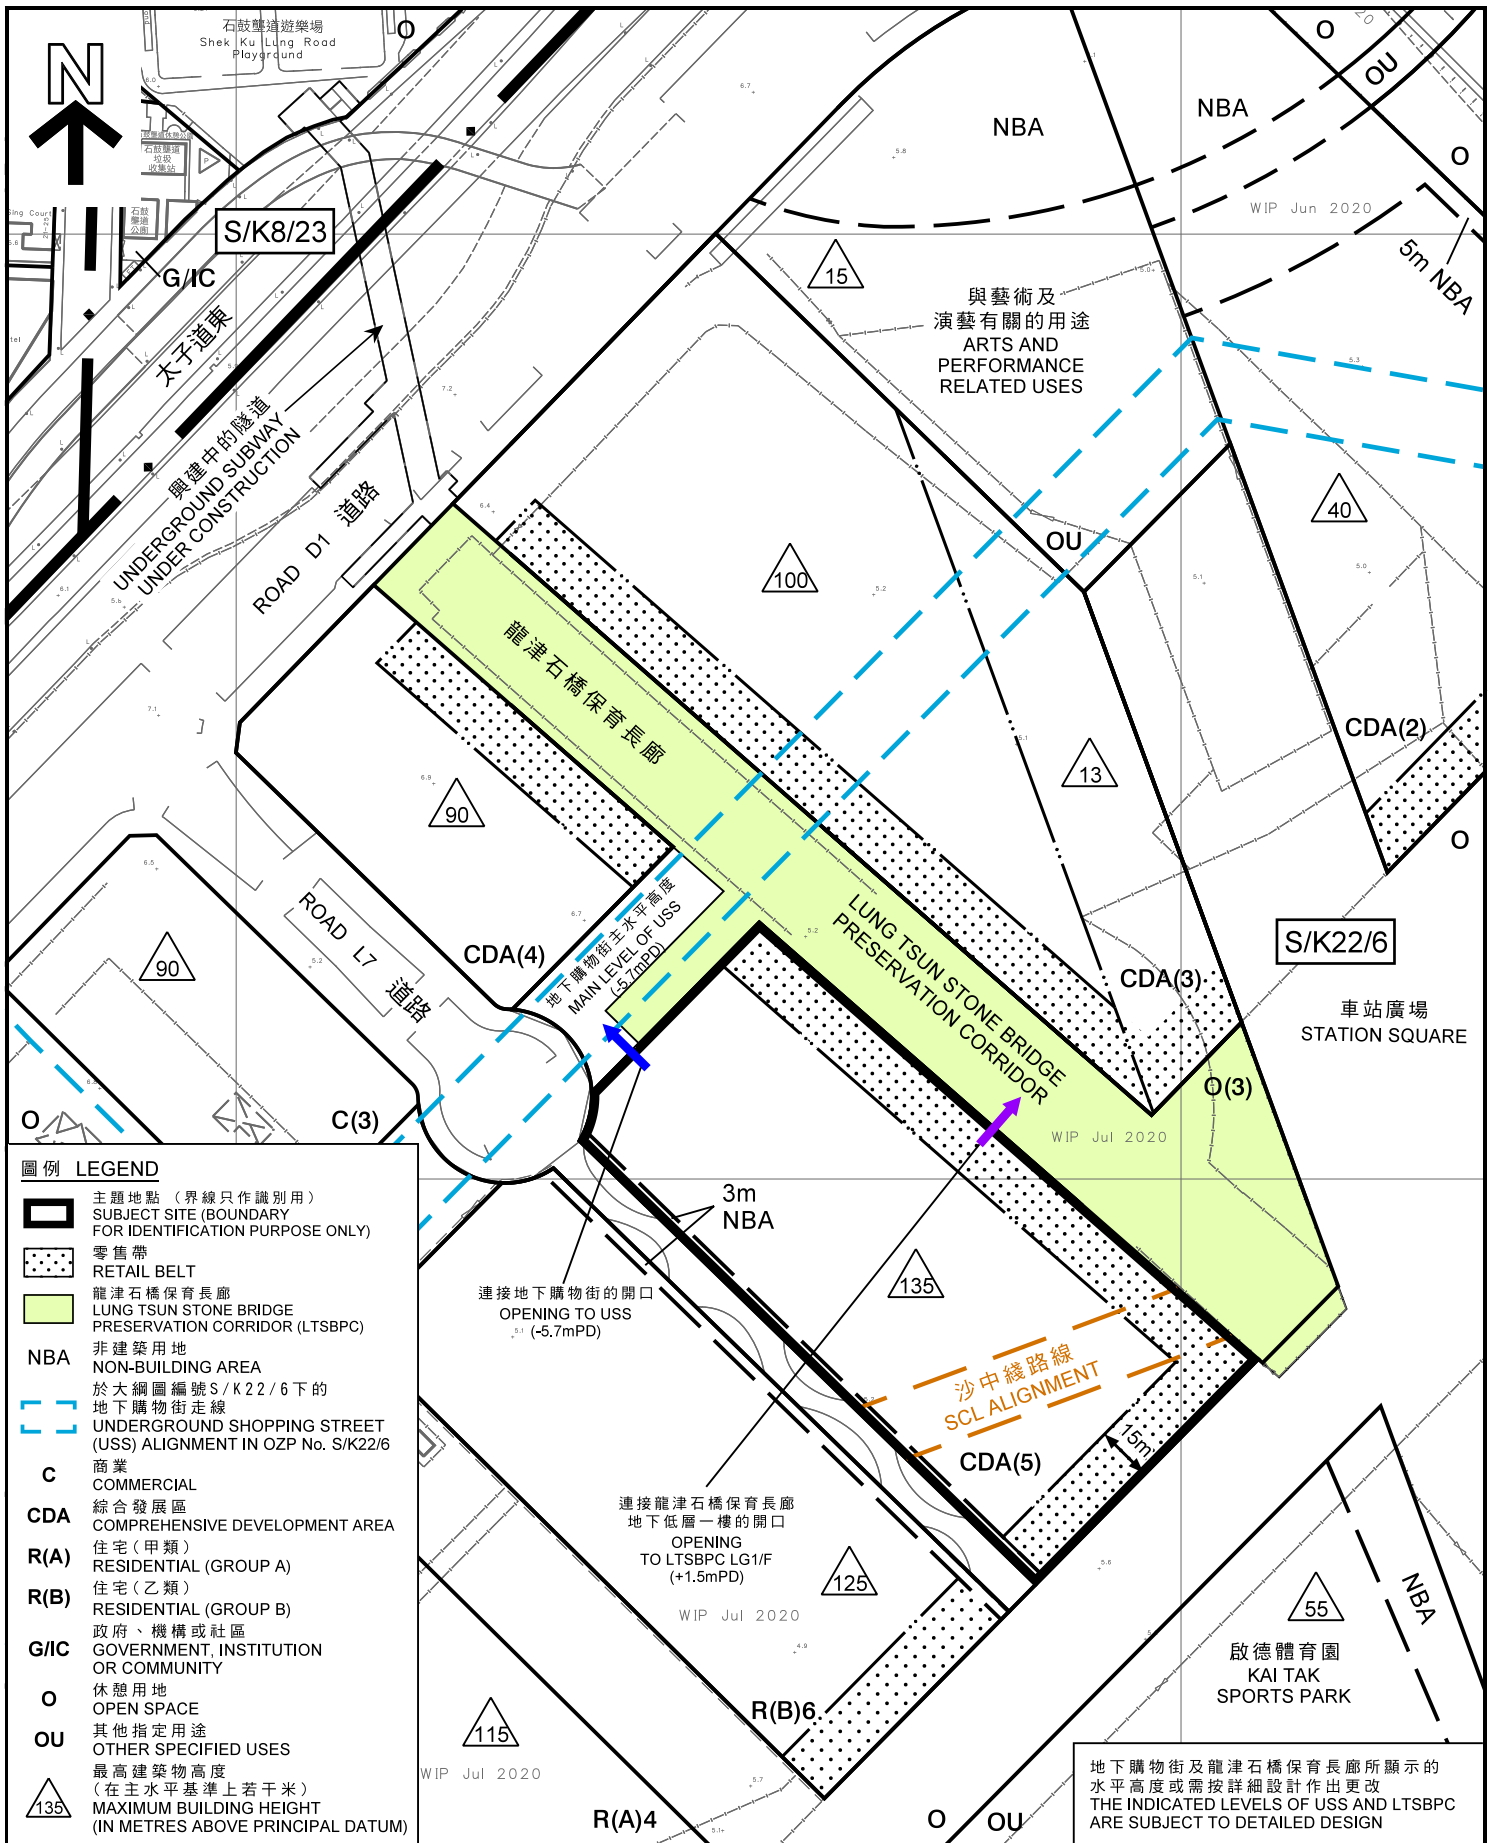 石鼓壟道遊樂場
Shek Ku Lung Road
Playground
O
N
石鼓壟道
垃圾
收集站
石鼓
壟道
公廁
S/K8/23
G/IC
太子道東
興建中的隧道
UNDERGROUND SUBWAY
UNDER CONSTRUCTION
ROAD D1 道路
NBA
NBA
O
OU
O
WIP Jun 2020
5m NBA
15
與藝術及
演藝有關的用途
ARTS AND
PERFORMANCE
RELATED USES
40
OU
100
龍津石橋保育長廊
13
CDA(2)
O
90
ROAD L7 道路
90
CDA(4)
地下購物街主水平高度
MAIN LEVEL OF USS
(-5.7mPD)
LUNG TSUN STONE BRIDGE
PRESERVATION CORRIDOR
CDA(3)
S/K22/6
車站廣場
STATION SQUARE
O(3)
WIP Jul 2020
O
C(3)
3m
NBA
135
連接地下購物街的開口
OPENING TO USS
(-5.7mPD)
沙中綫路線
SCL ALIGNMENT
CDA(5)
15m
連接龍津石橋保育長廊
地下低層一樓的開口
OPENING
TO LTSBPC LG1/F
(+1.5mPD)
125
WIP Jul 2020
55
NBA
啟德體育園
KAI TAK
SPORTS PARK
R(B)6
115
WIP Jul 2020
R(A)4
O
OU
圖例 LEGEND
主題地點（界線只作識別用）
SUBJECT SITE (BOUNDARY
FOR IDENTIFICATION PURPOSE ONLY)
零售帶
RETAIL BELT
龍津石橋保育長廊
LUNG TSUN STONE BRIDGE
PRESERVATION CORRIDOR (LTSBPC)
NBA 非建築用地
NON-BUILDING AREA
於大綱圖編號S/K22/6下的
地下購物街走線
UNDERGROUND SHOPPING STREET
(USS) ALIGNMENT IN OZP No. S/K22/6
C 商業
COMMERCIAL
CDA 綜合發展區
COMPREHENSIVE DEVELOPMENT AREA
R(A) 住宅（甲類）
RESIDENTIAL (GROUP A)
R(B) 住宅（乙類）
RESIDENTIAL (GROUP B)
G/IC 政府、機構或社區
GOVERNMENT, INSTITUTION
OR COMMUNITY
O 休憩用地
OPEN SPACE
OU 其他指定用途
OTHER SPECIFIED USES
135 最高建築物高度
（在主水平基準上若干米）
MAXIMUM BUILDING HEIGHT
(IN METRES ABOVE PRINCIPAL DATUM)
地下購物街及龍津石橋保育長廊所顯示的
水平高度或需按詳細設計作出更改
THE INDICATED LEVELS OF USS AND LTSBPC
ARE SUBJECT TO DETAILED DESIGN